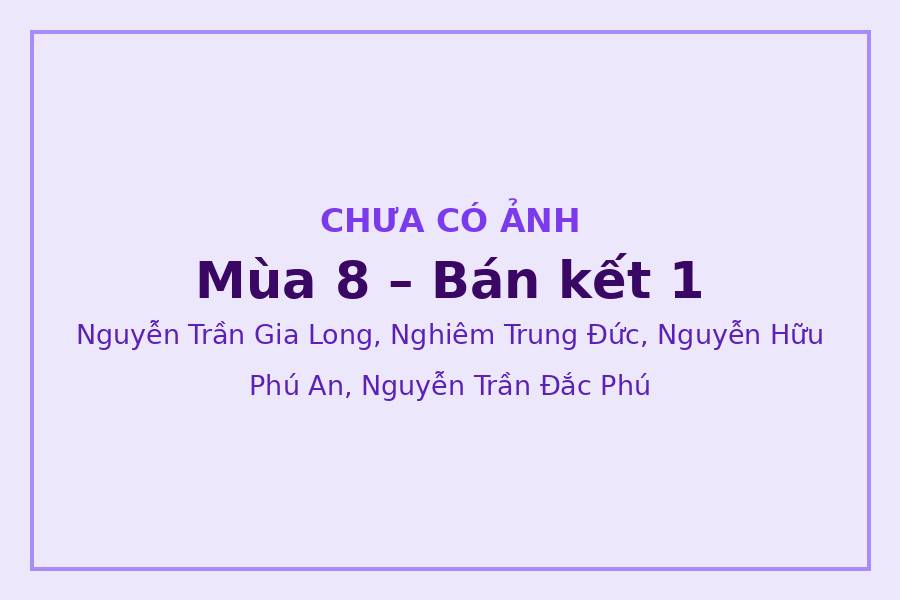 CHƯA CÓ ẢNH
Mùa 8 – Bán kết 1
Nguyễn Trần Gia Long, Nghiêm Trung Đức, Nguyễn Hữu
Phú An, Nguyễn Trần Đắc Phú